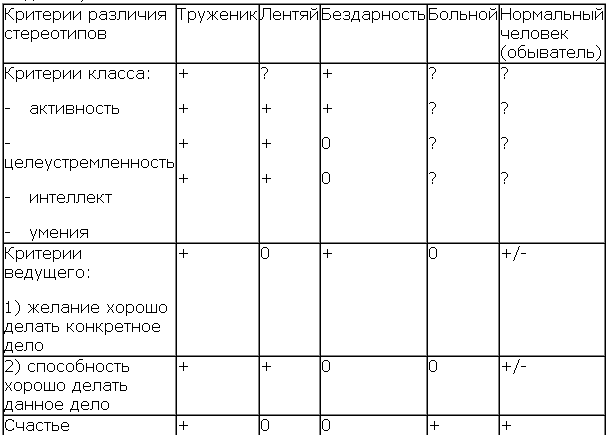 Критерии различия стереотипов | Труженик | Лентяй | Бездарность | Больной | Нормальный человек (обыватель)
Критерии класса: | + | ? | + | ? | ?
- активность | + | + | + | ? | ?
- целеустремленность | + | + | 0 | ? | ?
- интеллект | + | + | 0 | ? | ?
- умения
Критерии ведущего: | + | 0 | + | 0 | +/-
1) желание хорошо делать конкретное дело
2) способность хорошо делать данное дело | + | + | 0 | 0 | +/-
Счастье | + | 0 | 0 | + | +